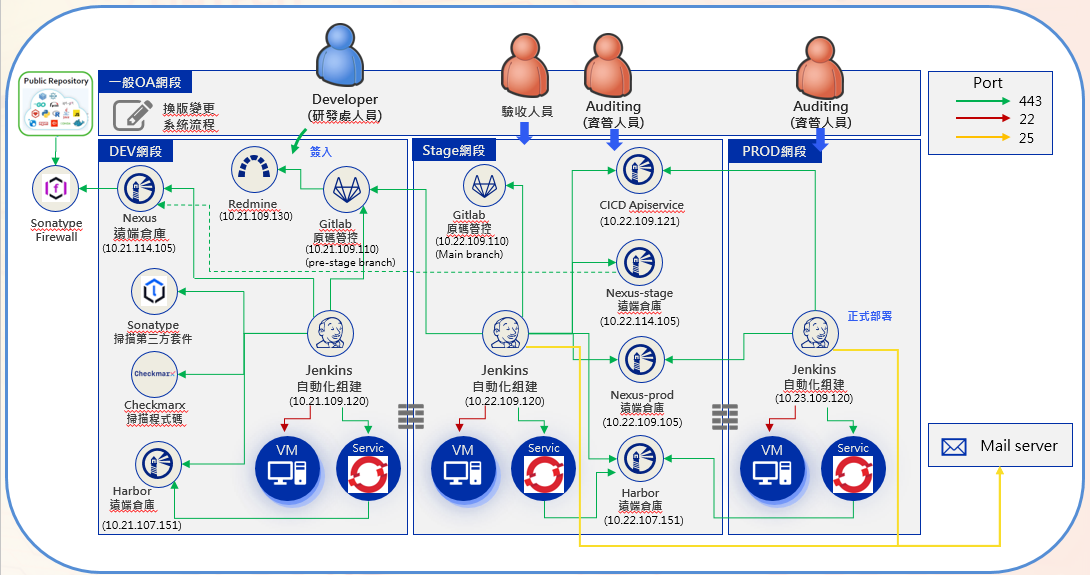 Public Repository
一般OA網段
換版變更
系統流程
Developer
(研發處人員)
驗收人員
Auditing
(資管人員)
Auditing
(資管人員)
Port
443
22
25
Sonatype
Firewall
DEV網段
簽入
Nexus
遠端倉庫
(10.21.114.105)
Redmine
(10.21.109.130)
Gitlab
原碼管控
(10.21.109.110)
(pre-stage branch)
Sonatype
掃描第三方套件
Checkmarx
Checkmarx
掃描程式碼
Harbor
遠端倉庫
(10.21.107.151)
Jenkins
自動化組建
(10.21.109.120)
VM
Servic
Stage網段
Gitlab
原碼管控
(10.22.109.110)
(Main branch)
CICD Apiservice
(10.22.109.121)
Nexus-stage
遠端倉庫
(10.22.114.105)
Jenkins
自動化組建
(10.22.109.120)
Nexus-prod
遠端倉庫
(10.22.109.105)
VM
Servic
Harbor
遠端倉庫
(10.22.107.151)
PROD網段
正式部署
Jenkins
自動化組建
(10.23.109.120)
VM
Servic
Mail server